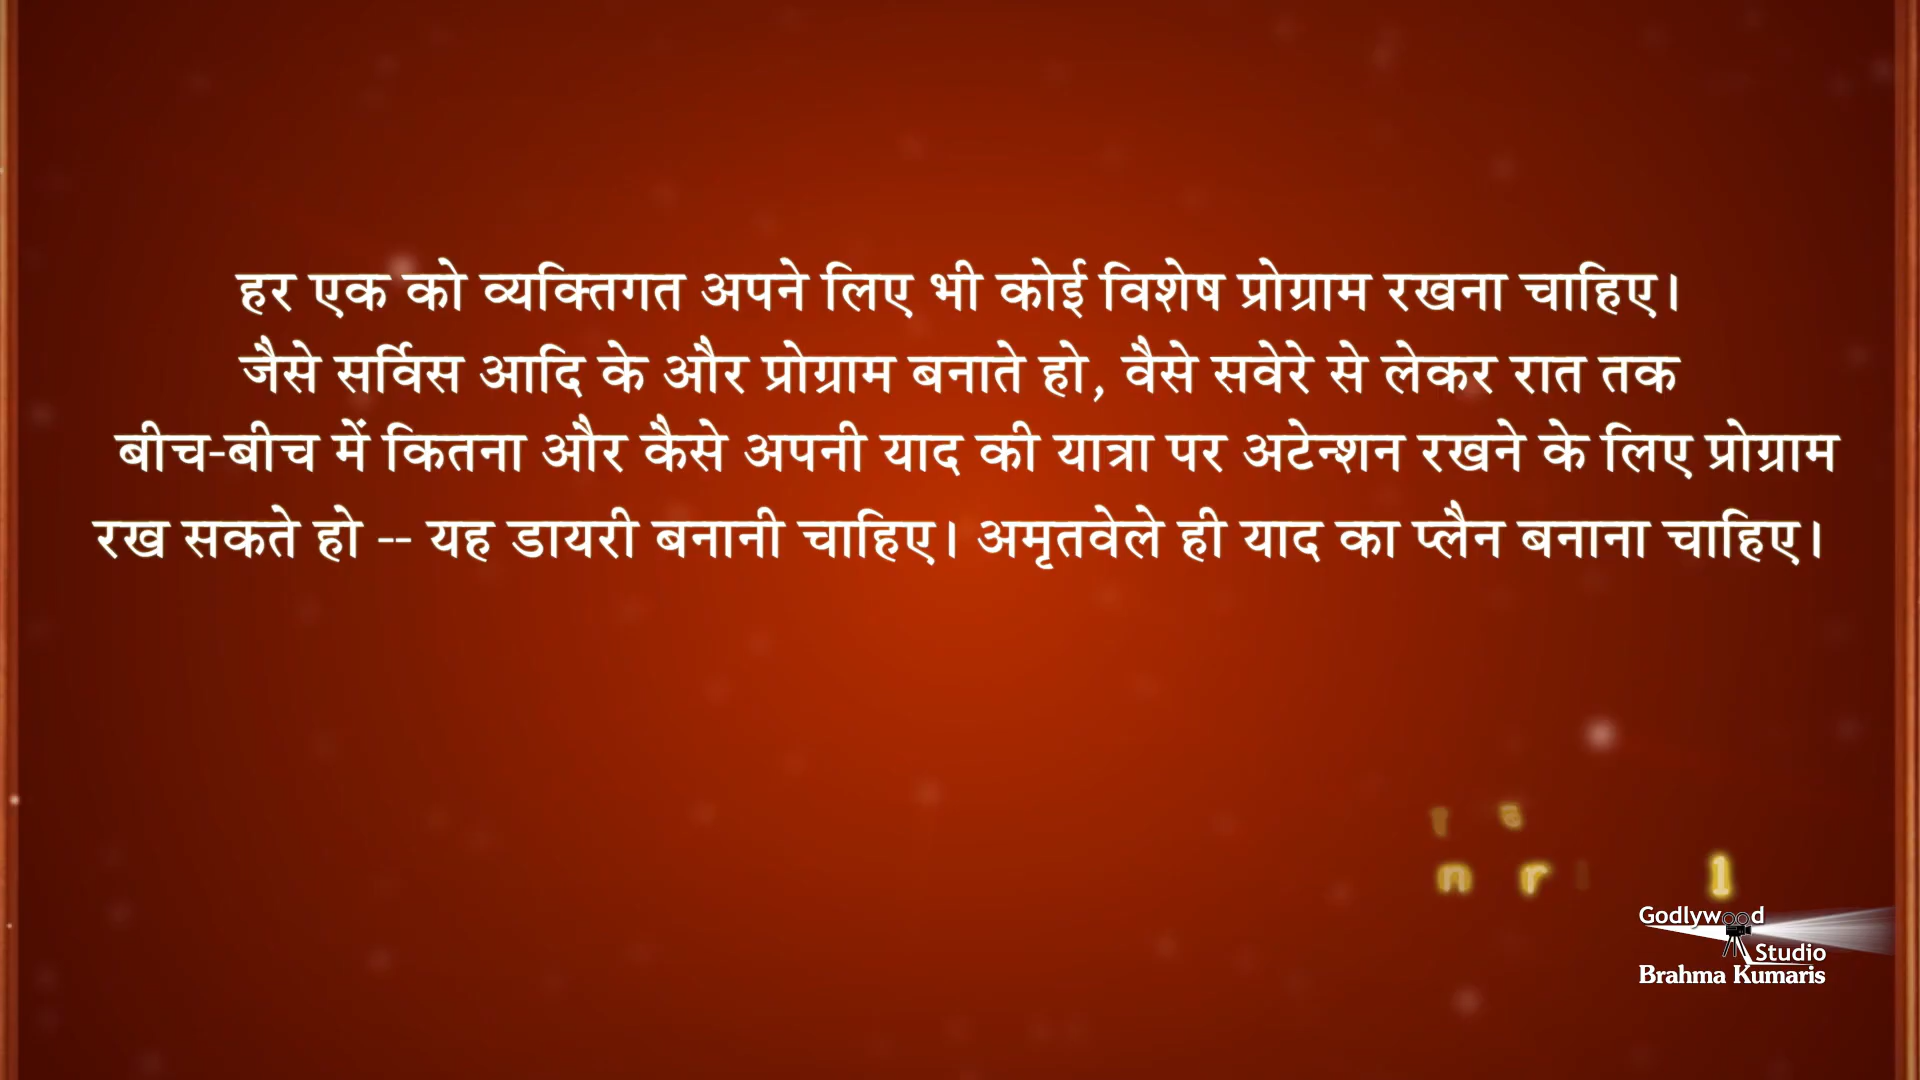 हर एक को व्यक्तिगत अपने लिए भी कोई विशेष प्रोग्राम रखना चाहिए।
जैसे सर्विस आदि के और प्रोग्राम बनाते हो, वैसे सवेरे से लेकर रात तक
बीच-बीच में कितना और कैसे अपनी याद की यात्रा पर अटेन्शन रखने के लिए प्रोग्राम
रख सकते हो -- यह डायरी बनानी चाहिए। अमृतवेले ही याद का प्लैन बनाना चाहिए।
Godlywood
Studio
Brahma Kumaris